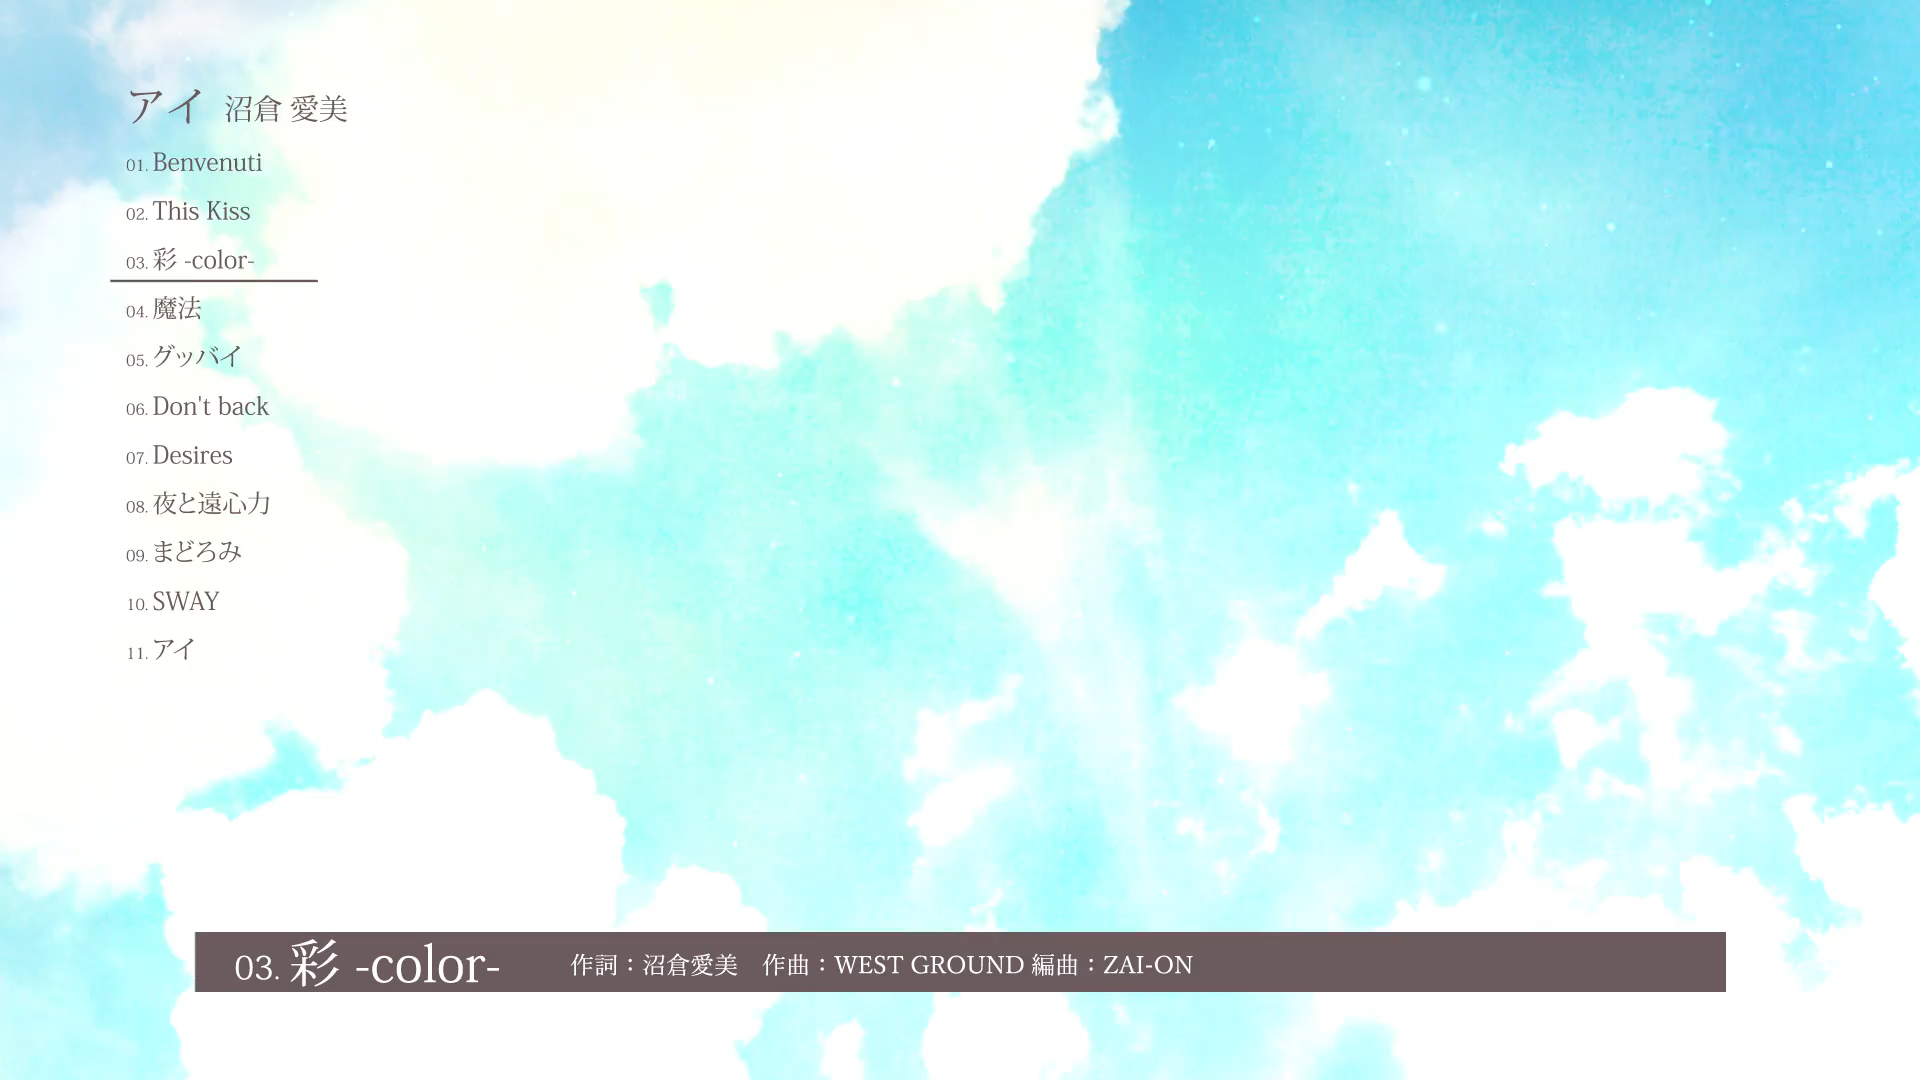 アイ 沼倉 愛美
01. Benvenuti
02. This Kiss
03. 彩 -color-
04. 魔法
05. グッバイ
06. Don't back
07. Desires
08. 夜と遠心力
09. まどろみ
10. SWAY
11. アイ
03. 彩 -color- 作詞：沼倉愛美 作曲：WEST GROUND 編曲：ZAI-ON